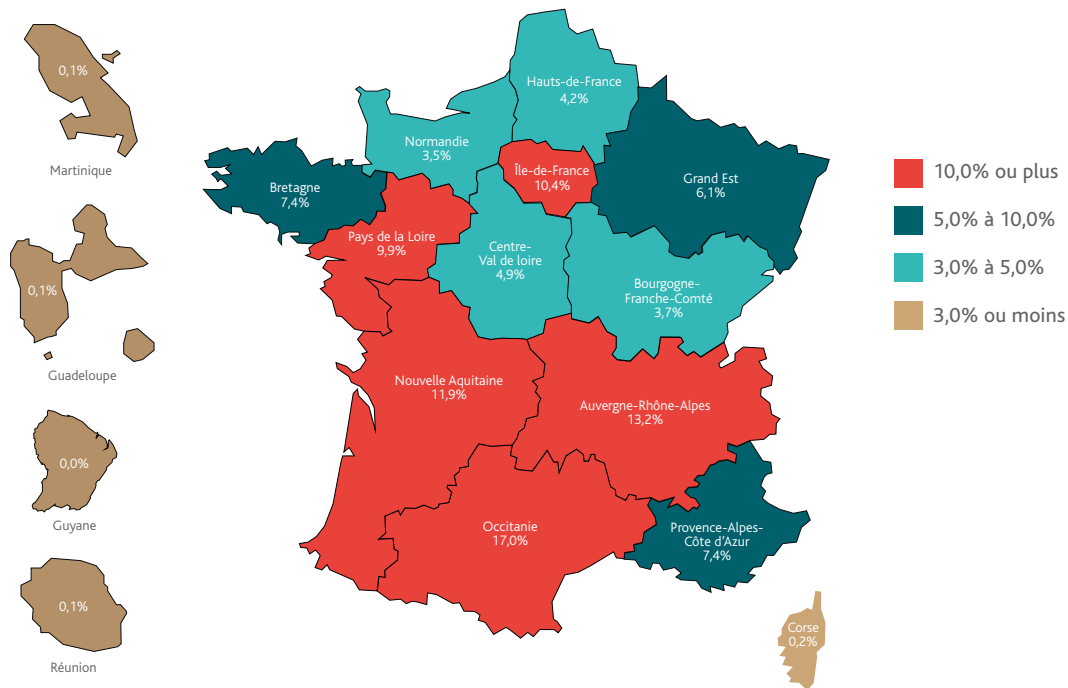 0,1%
Martinique
0,1%
Guadeloupe
0,0%
Guyane
0,1%
Réunion
Hauts-de-France
4,2%
Normandie
3,5%
Île-de-France
10,4%
Grand Est
6,1%
Bretagne
7,4%
Pays de la Loire
9,9%
Centre-
Val de loire
4,9%
Bourgogne-
Franche-Comté
3,7%
Nouvelle Aquitaine
11,9%
Auvergne-Rhône-Alpes
13,2%
Occitanie
17,0%
Provence-Alpes-
Côte d'Azur
7,4%
Corse
0,2%
10,0% ou plus
5,0% à 10,0%
3,0% à 5,0%
3,0% ou moins